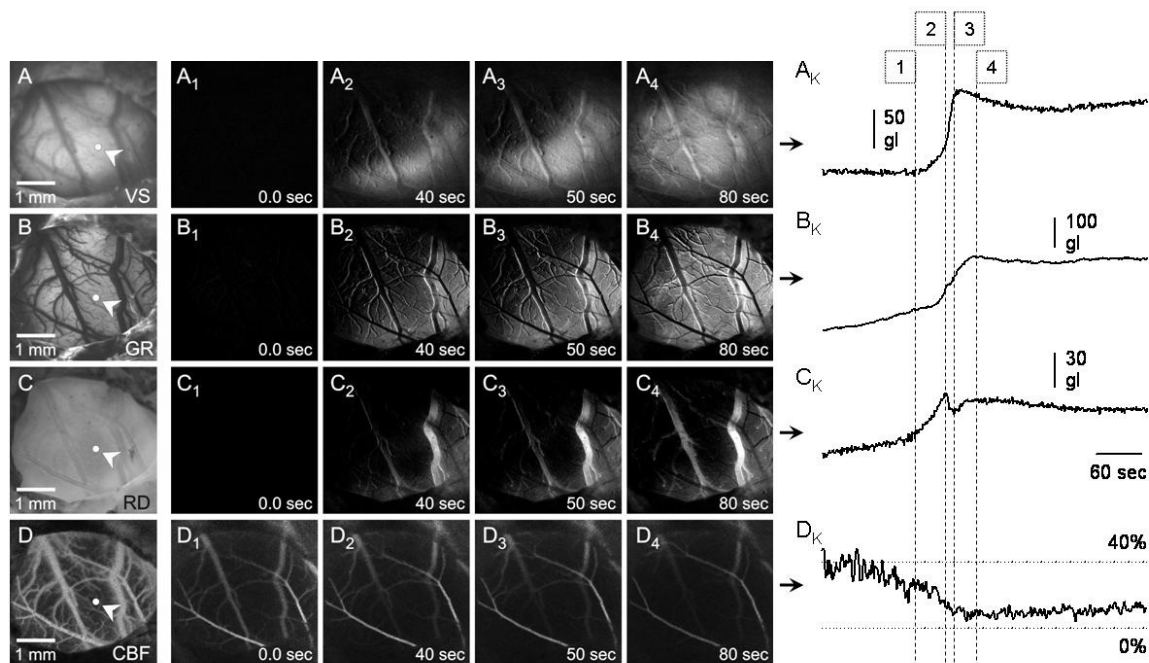 2 3
1 4
A A1 A2 A3 A4 AK
50
gl
1 mm VS 0.0 sec 40 sec 50 sec 80 sec
B B1 B2 B3 B4 BK
100
gl
1 mm GR 0.0 sec 40 sec 50 sec 80 sec
C C1 C2 C3 C4 CK
30
gl
60 sec
1 mm RD 0.0 sec 40 sec 50 sec 80 sec
D D1 D2 D3 D4 DK
40%
1 mm CBF 0.0 sec 40 sec 50 sec 80 sec
0%